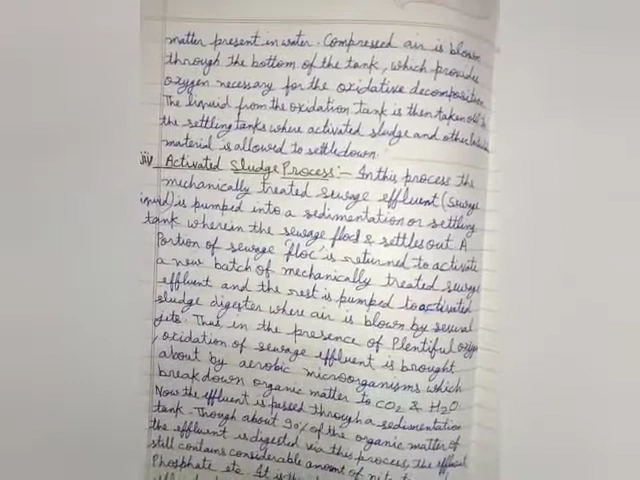 matter present in water. Compressed air is blown
through the bottom of the tank, which provides
oxygen necessary for the oxidative decomposition.
The liquid from the oxidation tank is then taken
the settling tanks where activated sludge and other
material is allowed to settledown.
iii) Activated Sludge Process:- In this process the
mechanically treated sewage effluent (sewage
liquid) is pumped into a sedimentation or settling
tank wherein the sewage flocs settles out. A
Portion of sewage 'floc' is returned to activate
a new batch of mechanically treated sewage
effluent and the rest is pumped to activated
sludge digester where air is blown by several
jets. Thus in the presence of Plentiful oxygen
oxidation of sewage effluent is brought
about by aerobic microorganisms which
breakdown organic matter to CO2 & H2O
Now the effluent is passed through a sedimentation
tank. Though about 90% of the organic matter of
the effluent is digested via this process, the effluent
still contains considerable amount of
Phosphate etc. It is